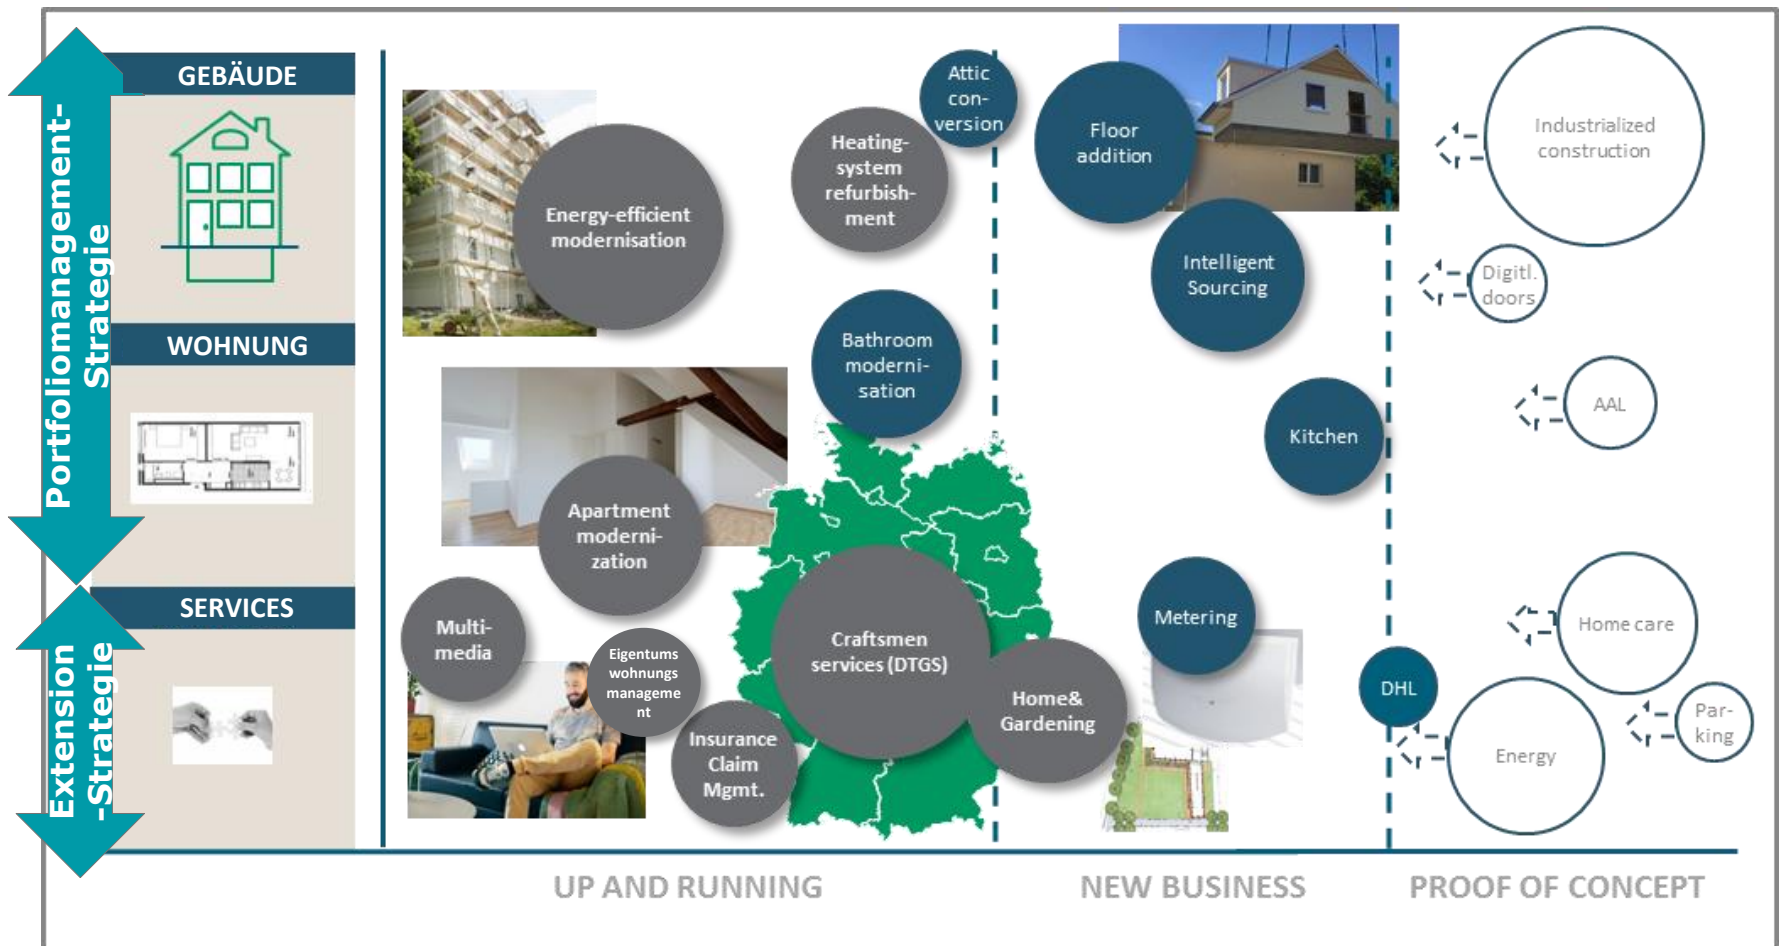 Portfoliomanagement-
Strategie
Extension
-Strategie
GEBÄUDE
WOHNUNG
SERVICES
Energy-efficient
modernisation
Heating-
system
refurbish-
ment
Attic
con-
version
Floor
addition
Industrialized
construction
Intelligent
Sourcing
Digitl.
doors
Bathroom
moderni-
sation
Kitchen
AAL
Apartment
moderni-
zation
Multi-
media
Eigentums
wohnungs
manageme
nt
Insurance
Claim
Mgmt.
Craftsmen
services (DTGS)
Home&
Gardening
Metering
Home care
DHL
Energy
Par-
king
UP AND RUNNING
NEW BUSINESS
PROOF OF CONCEPT